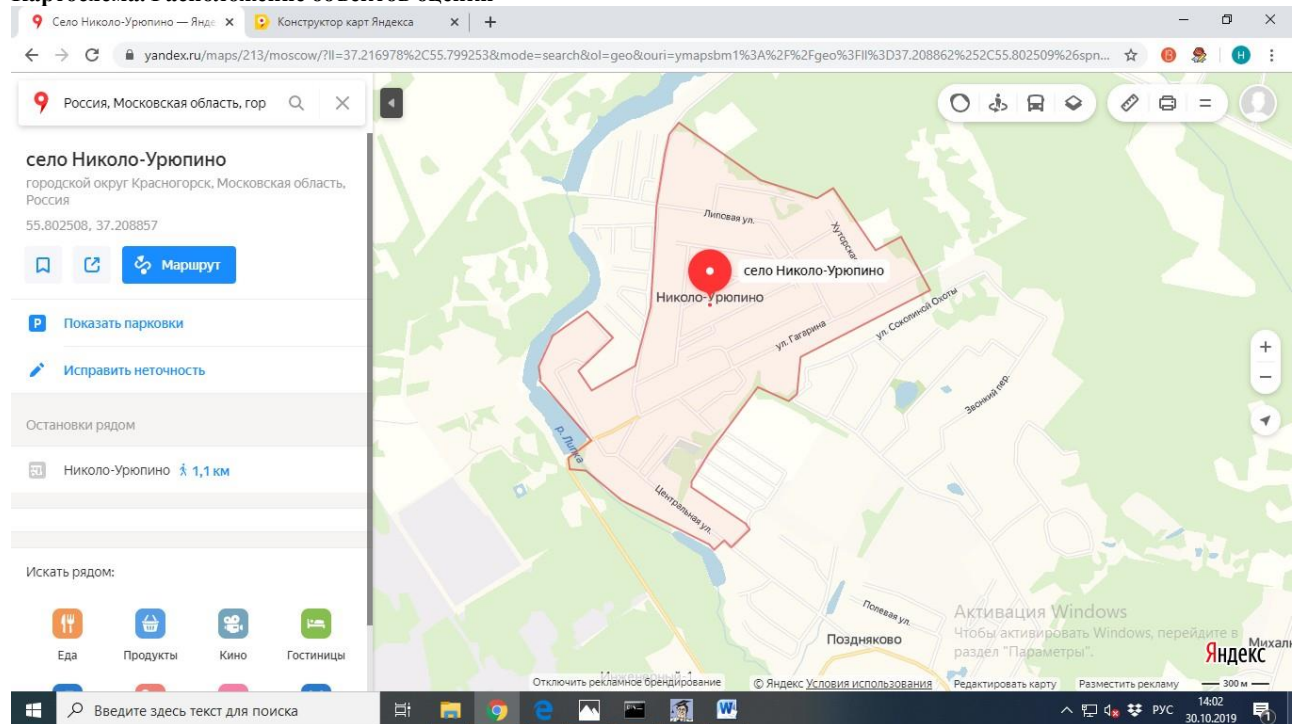 Картосхема. Расположение объектов оценки
Село Николо-Урюпино — Янде
Конструктор карт Яндекса
yandex.ru/maps/213/moscow/?ll=37.216978%2C55.799253&mode=search&ol=geo&ouri=ymapsbm1%3A%2F%2Fgeo%3Fll%3D37.208862%252C55.802509%26spn...
Россия, Московская область, гор
село Николо-Урюпино
городской округ Красногорск, Московская область,
Россия
55.802508, 37.208857
Маршрут
Показать парковки
Исправить неточность
Остановки рядом
Николо-Урюпино 1,1 км
Искать рядом:
Еда Продукты Кино Гостиницы
Липовая ул.
Хуторская
село Николо-Урюпино
Николо-Урюпино
ул. Гагарина
ул. Соколиной Охоты
Звонкий пер.
р. Липка
Центральная ул.
Полевая ул.
Поздняково
Михалк
Активация Windows
Чтобы активировать Windows, перейдите в
раздел "Параметры".
Яндекс
Отключить рекламное брендирование
© Яндекс Условия использования
Редактировать карту
Разместить рекламу
300 м
Введите здесь текст для поиска
РУС
14:02
30.10.2019